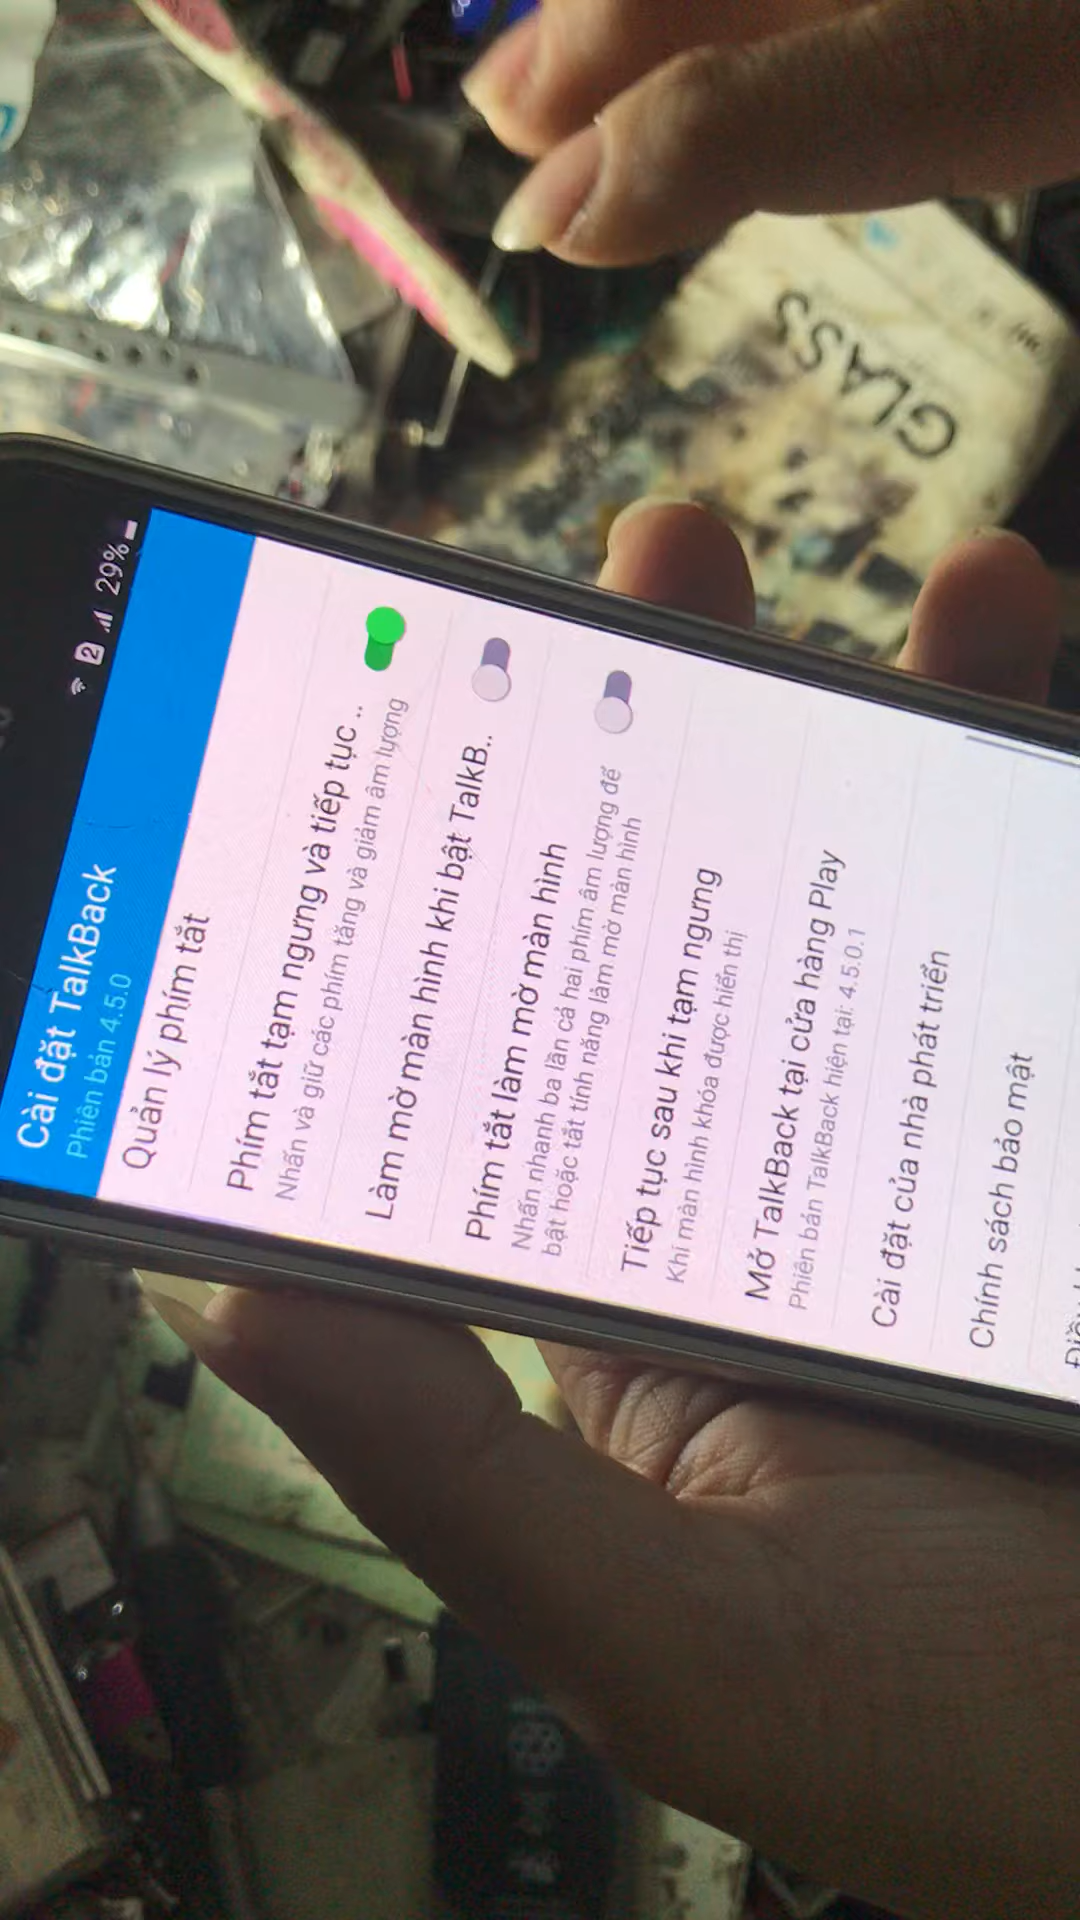 29%
2
Cài đặt TalkBack
Phiên bản 4.5.0
Quản lý phím tắt
Phím tắt tạm ngưng và tiếp tục ..
Nhấn và giữ các phím tăng và giảm âm lượng
Làm mờ màn hình khi bật TalkB..
Phím tắt làm mờ màn hình
Nhấn nhanh ba lần cả hai phím âm lượng để
bật hoặc tắt tính năng làm mờ màn hình
Tiếp tục sau khi tạm ngưng
Khi màn hình khóa được hiển thị
Mở TalkBack tại cửa hàng Play
Phiên bản TalkBack hiện tại: 4.5.0.1
Cài đặt của nhà phát triển
Chính sách bảo mật
GLASS